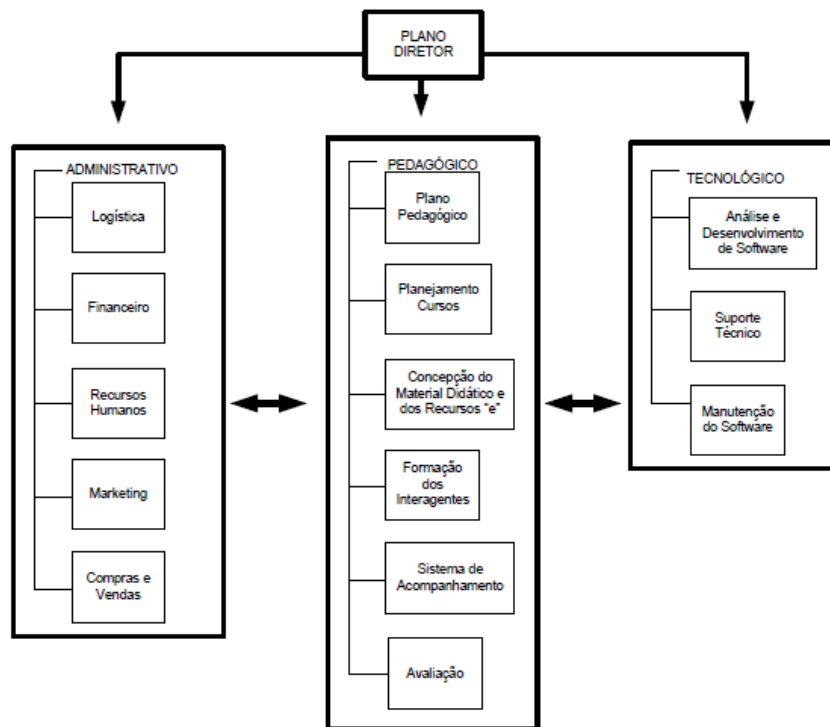 PLANO
DIRETOR
ADMINISTRATIVO
Logística
Financeiro
Recursos
Humanos
Marketing
Compras e
Vendas
PEDAGÓGICO
Plano
Pedagógico
Planejamento
Cursos
Concepção do
Material Didático e
dos Recursos “e”
Formação
dos
Interagentes
Sistema de
Acompanhamento
Avaliação
TECNOLÓGICO
Análise e
Desenvolvimento
de Software
Suporte
Técnico
Manutenção
do Software